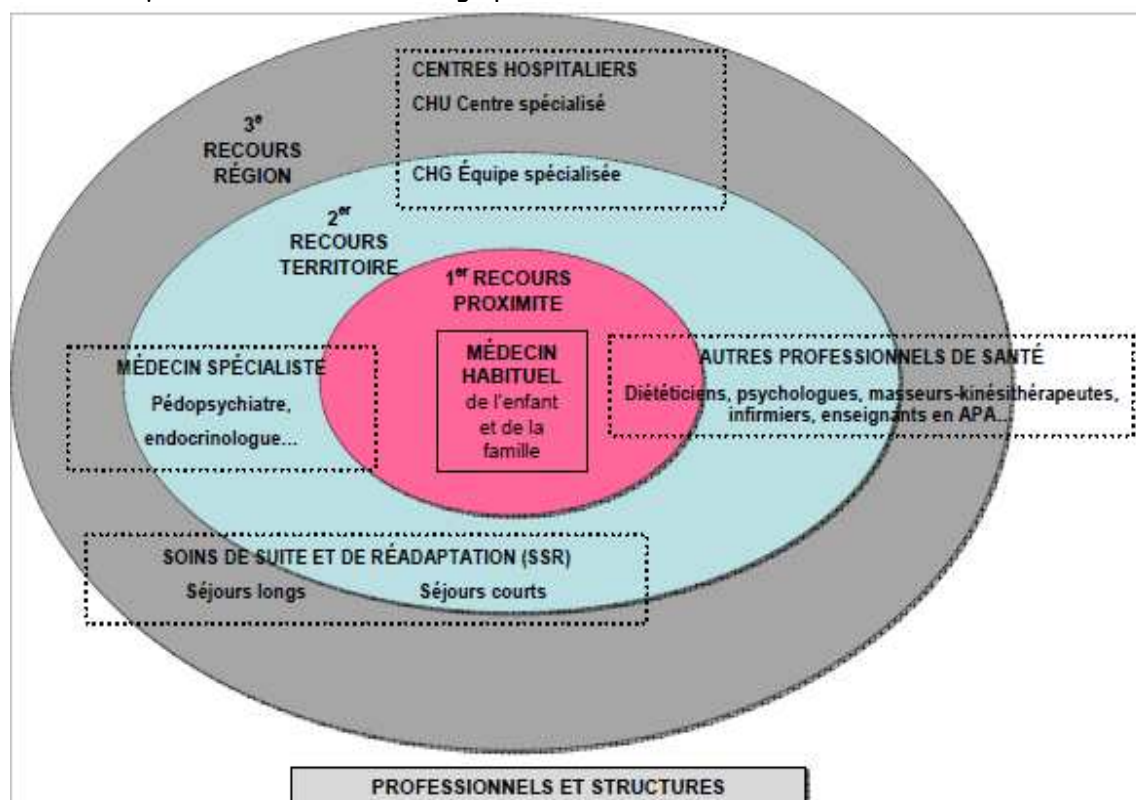 CENTRES HOSPITALIERS
CHU Centre spécialisé
CHG Équipe spécialisée
3e
RECOURS
RÉGION
2er
RECOURS
TERRITOIRE
1er RECOURS
PROXIMITE
MÉDECIN
HABITUEL
de l'enfant
et de la
famille
MÉDECIN SPÉCIALISTE
Pédopsychiatre,
endocrinologue...
AUTRES PROFESSIONNELS DE SANTÉ
Diététiciens, psychologues, masseurs-kinésithérapeutes,
infirmiers, enseignants en APA...
SOINS DE SUITE ET DE RÉADAPTATION (SSR)
Séjours longs Séjours courts
PROFESSIONNELS ET STRUCTURES